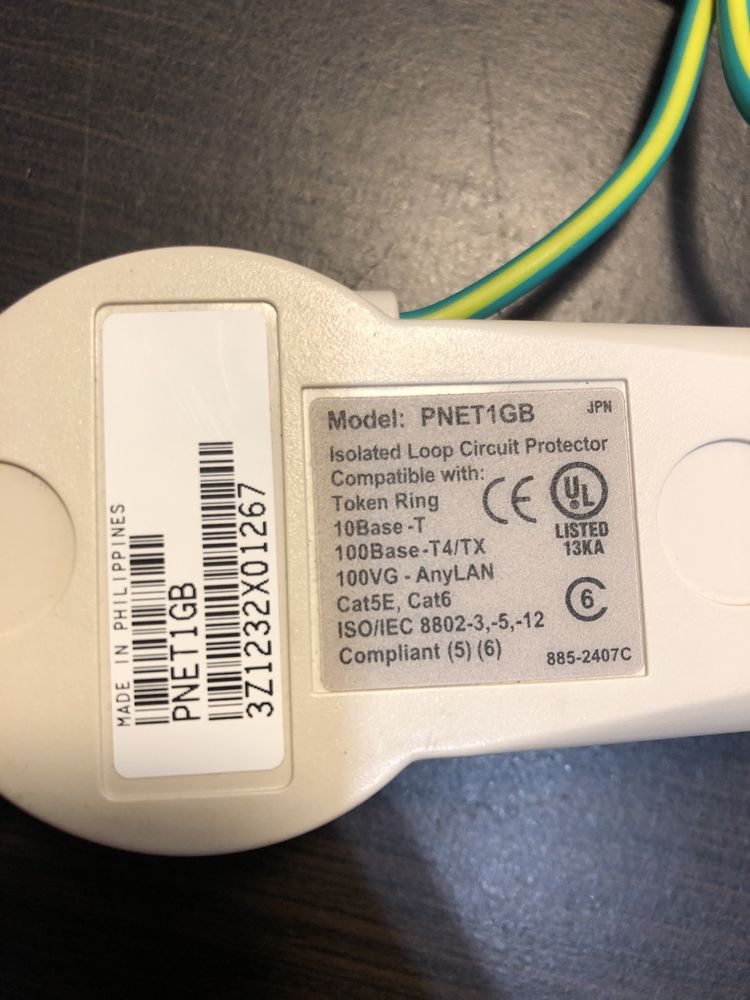 MADE IN PHILIPPINES
PNET1GB
3Z1232X01267
Model: PNET1GB
JPN
Isolated Loop Circuit Protector
Compatible with:
Token Ring
10Base -T
100Base-T4/TX
100VG - AnyLAN
Cat5E, Cat6
ISO/IEC 8802-3,-5,-12
Compliant (5) (6)
CE
UL
LISTED
13KA
6
885-2407C